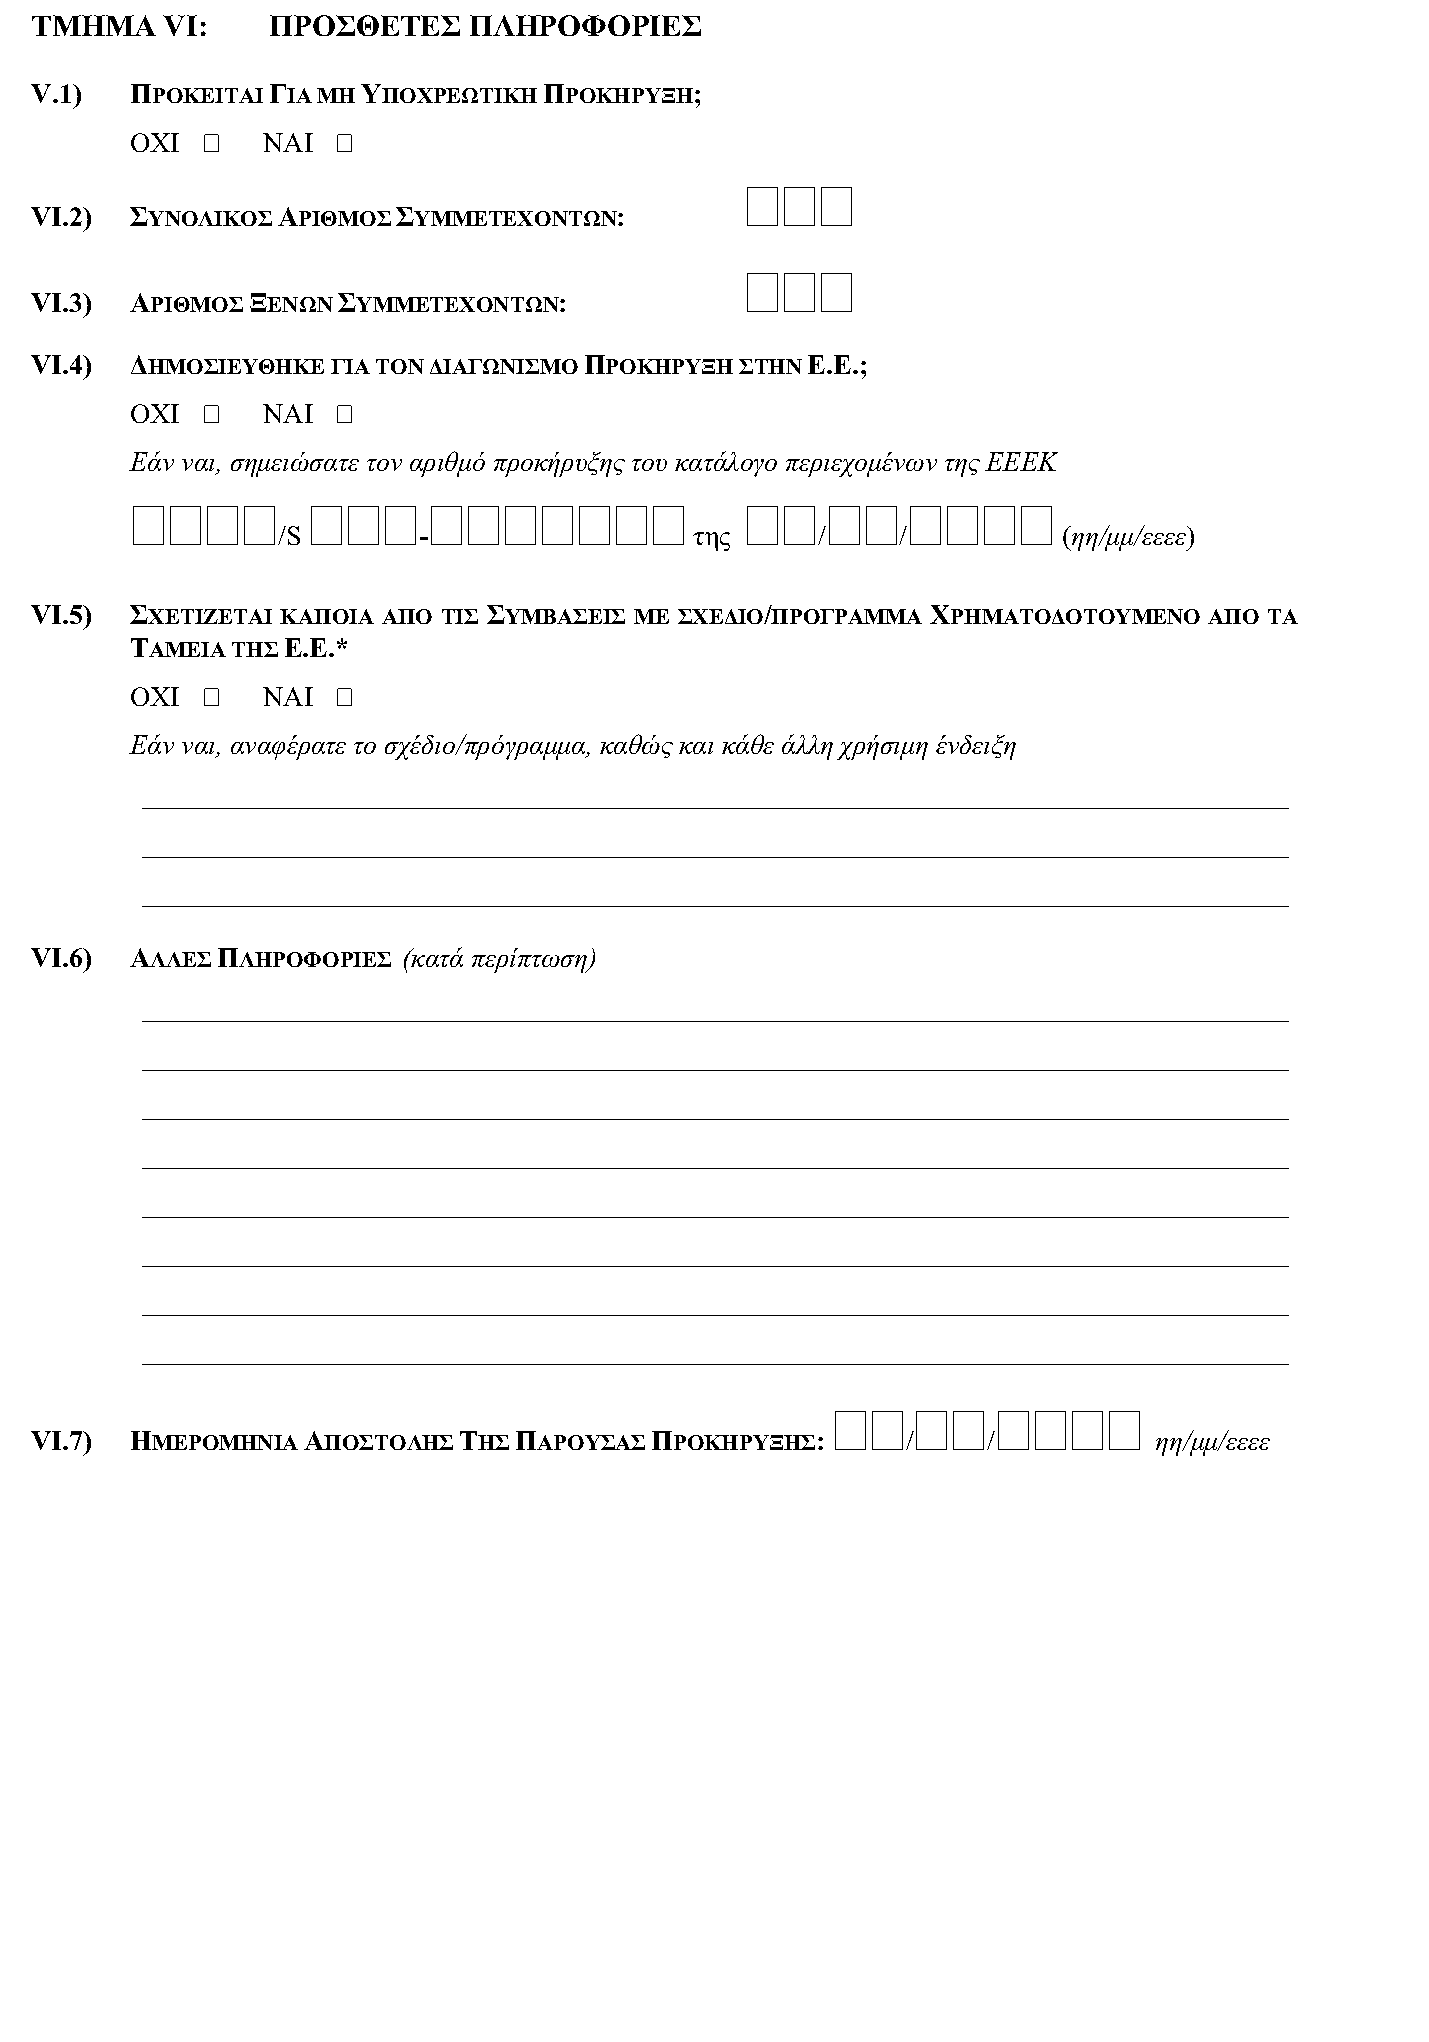 ΤΜΗΜΑ VI: ΠΡΟΣΘΕΤΕΣ ΠΛΗΡΟΦΟΡΙΕΣ
V.1) ΠΡΟΚΕΙΤΑΙ ΓΙΑ ΜΗ ΥΠΟΧΡΕΩΤΙΚΗ ΠΡΟΚΗΡΥΞΗ;
ΟΧΙ □ ΝΑΙ □
VI.2) ΣΥΝΟΛΙΚΟΣ ΑΡΙΘΜΟΣ ΣΥΜΜΕΤΕΧΟΝΤΩΝ: □□□
VI.3) ΑΡΙΘΜΟΣ ΞΕΝΩΝ ΣΥΜΜΕΤΕΧΟΝΤΩΝ: □□□
VI.4) ΔΗΜΟΣΙΕΥΘΗΚΕ ΓΙΑ ΤΟΝ ΔΙΑΓΩΝΙΣΜΟ ΠΡΟΚΗΡΥΞΗ ΣΤΗΝ Ε.Ε.;
ΟΧΙ □ ΝΑΙ □
Εάν ναι, σημειώσατε τον αριθμό προκήρυξης του κατάλογο περιεχομένων της ΕΕΕΚ
□□□□/S □□□-□□□□□□□ της □□/□□/□□□□ (ηη/μμ/εεεε)
VI.5) ΣΧΕΤΙΖΕΤΑΙ ΚΑΠΟΙΑ ΑΠΟ ΤΙΣ ΣΥΜΒΑΣΕΙΣ ΜΕ ΣΧΕΔΙΟ/ΠΡΟΓΡΑΜΜΑ ΧΡΗΜΑΤΟΔΟΤΟΥΜΕΝΟ ΑΠΟ ΤΑ
ΤΑΜΕΙΑ ΤΗΣ Ε.Ε.*
ΟΧΙ □ ΝΑΙ □
Εάν ναι, αναφέρατε το σχέδιο/πρόγραμμα, καθώς και κάθε άλλη χρήσιμη ένδειξη
VI.6) ΑΛΛΕΣ ΠΛΗΡΟΦΟΡΙΕΣ (κατά περίπτωση)
VI.7) ΗΜΕΡΟΜΗΝΙΑ ΑΠΟΣΤΟΛΗΣ ΤΗΣ ΠΑΡΟΥΣΑΣ ΠΡΟΚΗΡΥΞΗΣ: □□/□□/□□□□ ηη/μμ/εεεε